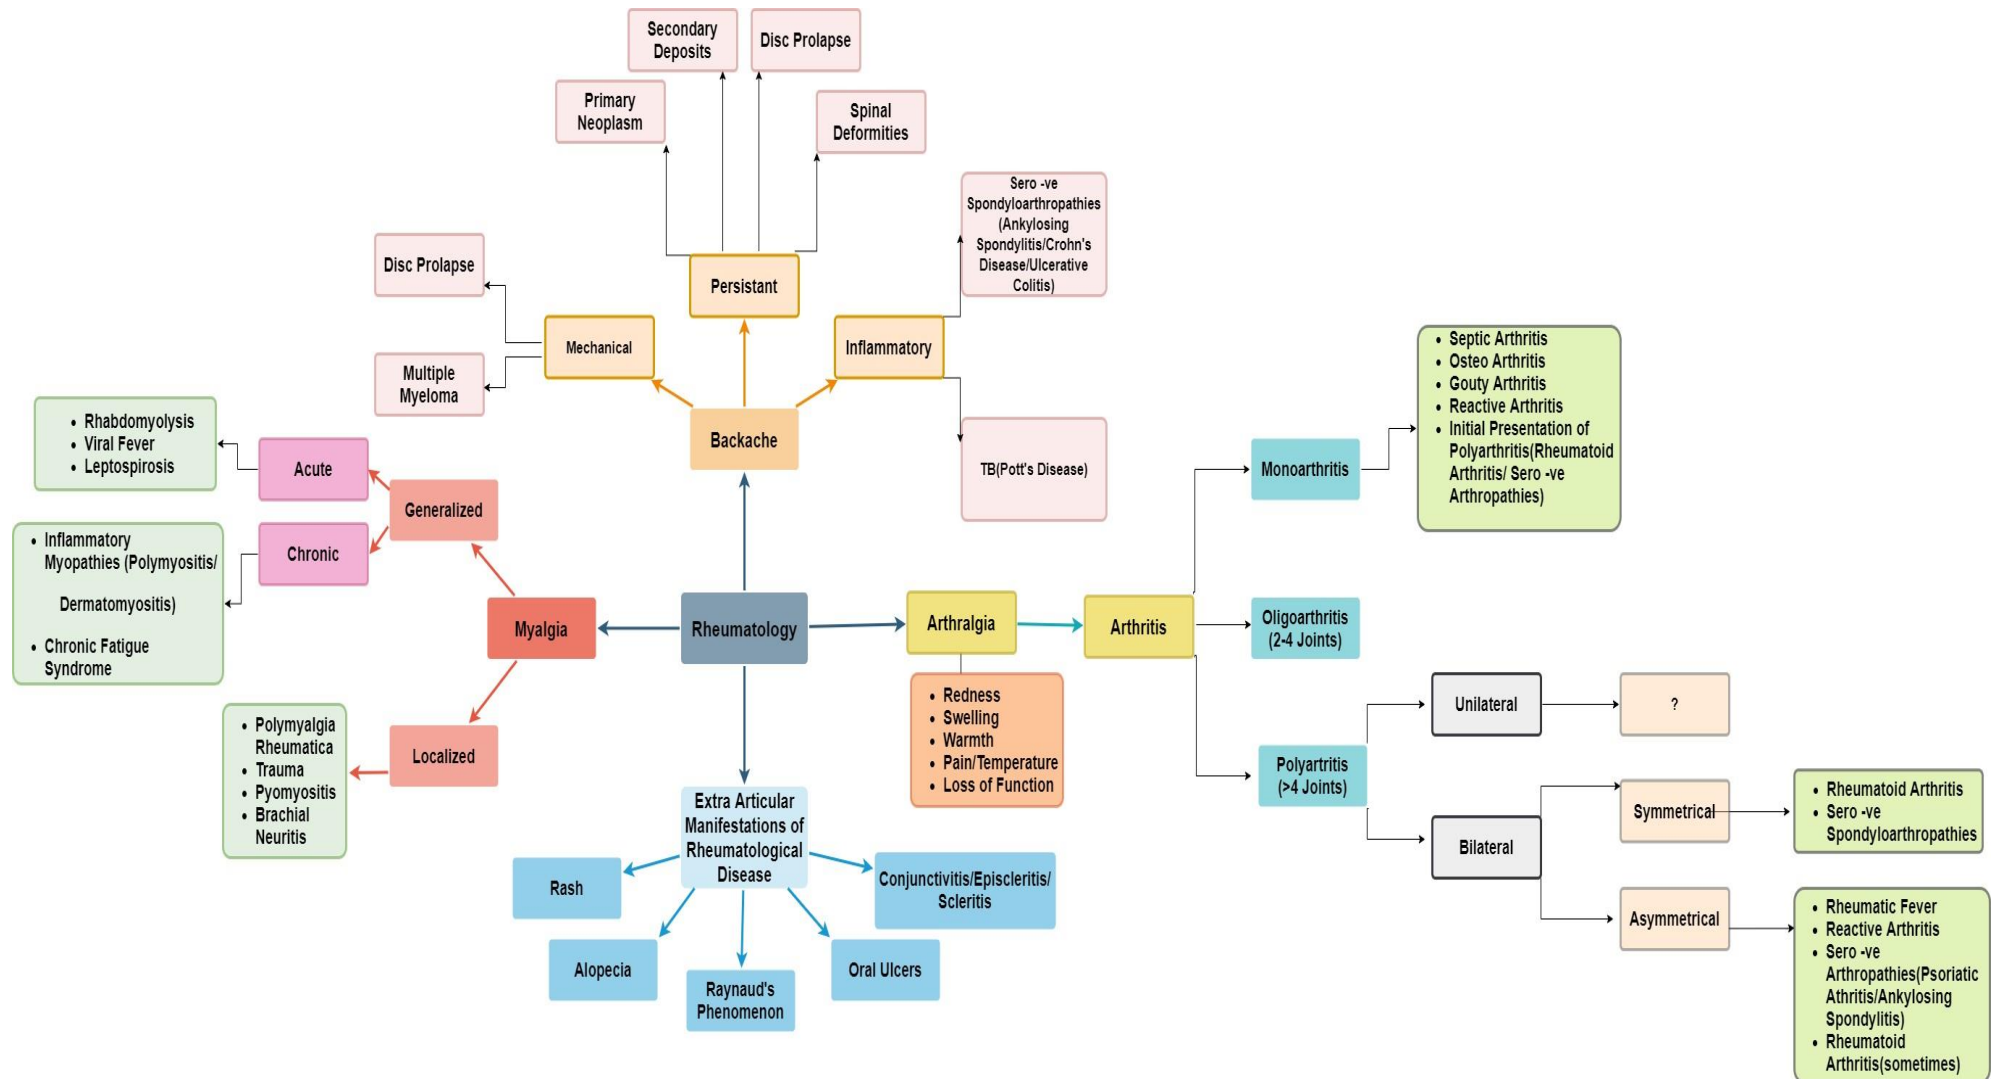 Secondary
Deposits
Disc Prolapse
Primary
Neoplasm
Spinal
Deformities
Sero -ve
Spondyloarthropathies
(Ankylosing
Spondylitis/Crohn's
Disease/Ulcerative
Colitis)
Disc Prolapse
Persistant
Mechanical
Inflammatory
Multiple
Myeloma
Backache
TB(Pott's Disease)
• Rhabdomyolysis
• Viral Fever
• Leptospirosis
Acute
Generalized
Chronic
• Inflammatory
Myopathies (Polymyositis/
Dermatomyositis)
• Chronic Fatigue
Syndrome
Myalgia
Rheumatology
Localized
• Polymyalgia
Rheumatica
• Trauma
• Pyomyositis
• Brachial
Neuritis
Arthralgia
• Redness
• Swelling
• Warmth
• Pain/Temperature
• Loss of Function
Arthritis
Monoarthritis
• Septic Arthritis
• Osteo Arthritis
• Gouty Arthritis
• Reactive Arthritis
• Initial Presentation of
Polyarthritis(Rheumatoid
Arthritis/ Sero -ve
Arthropathies)
Oligoarthritis
(2-4 Joints)
Polyartritis
(>4 Joints)
Unilateral
?
Bilateral
Symmetrical
• Rheumatoid Arthritis
• Sero -ve
Spondyloarthropathies
Asymmetrical
• Rheumatic Fever
• Reactive Arthritis
• Sero -ve
Arthropathies(Psoriatic
Athritis/Ankylosing
Spondylitis)
• Rheumatoid
Arthritis(sometimes)
Extra Articular
Manifestations of
Rheumatological
Disease
Rash
Alopecia
Raynaud's
Phenomenon
Oral Ulcers
Conjunctivitis/Episcleritis/
Scleritis